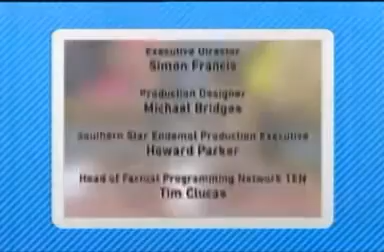 Executive Director
Simon Francis
Production Designer
Michael Bridges
Southern Star Endemol Production Executive
Howard Parker
Head of Factual Programming Network TEN
Tim Clucas